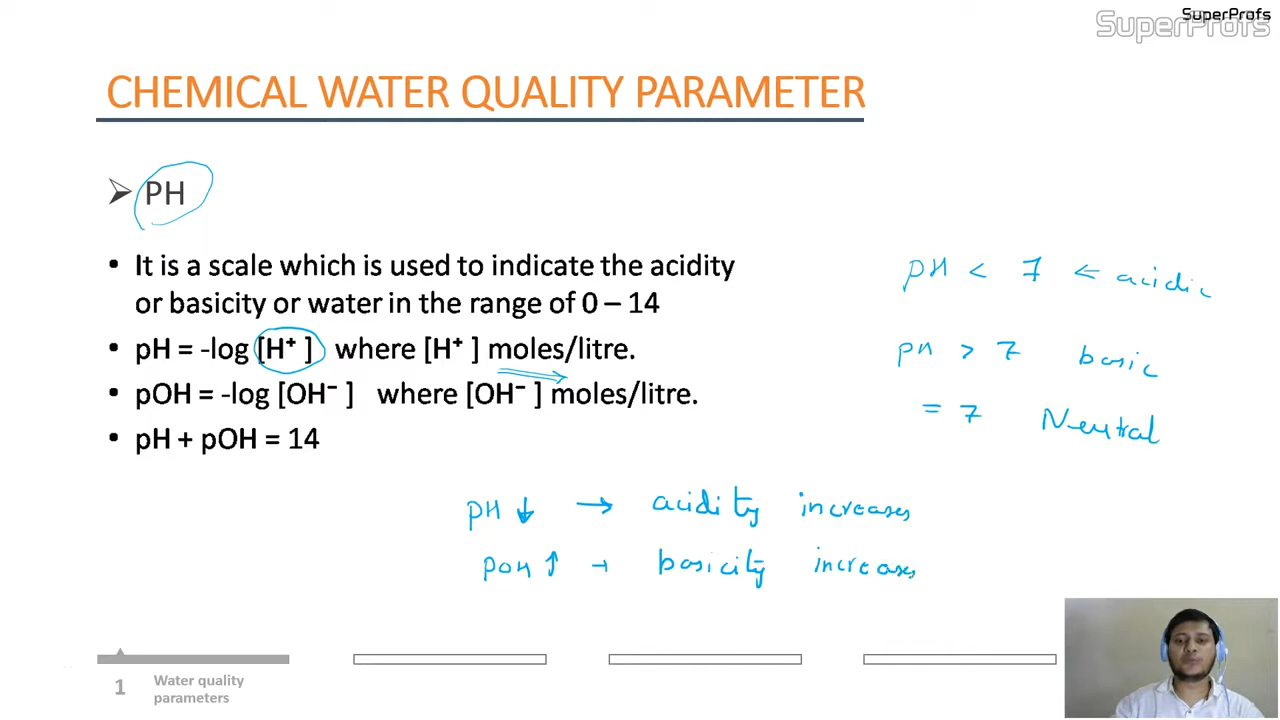 SuperProfs
SuperProfs
CHEMICAL WATER QUALITY PARAMETER
➢ PH
• It is a scale which is used to indicate the acidity
or basicity or water in the range of 0 – 14
• pH = -log [H⁺ ] where [H⁺ ] moles/litre.
• pOH = -log [OH⁻ ] where [OH⁻ ] moles/litre.
• pH + pOH = 14
pH < 7 ← acidic
pH > 7 basic
= 7 Neutral
pH ↓ → acidity increases
pOH ↑ → basicity increases
1
Water quality
parameters